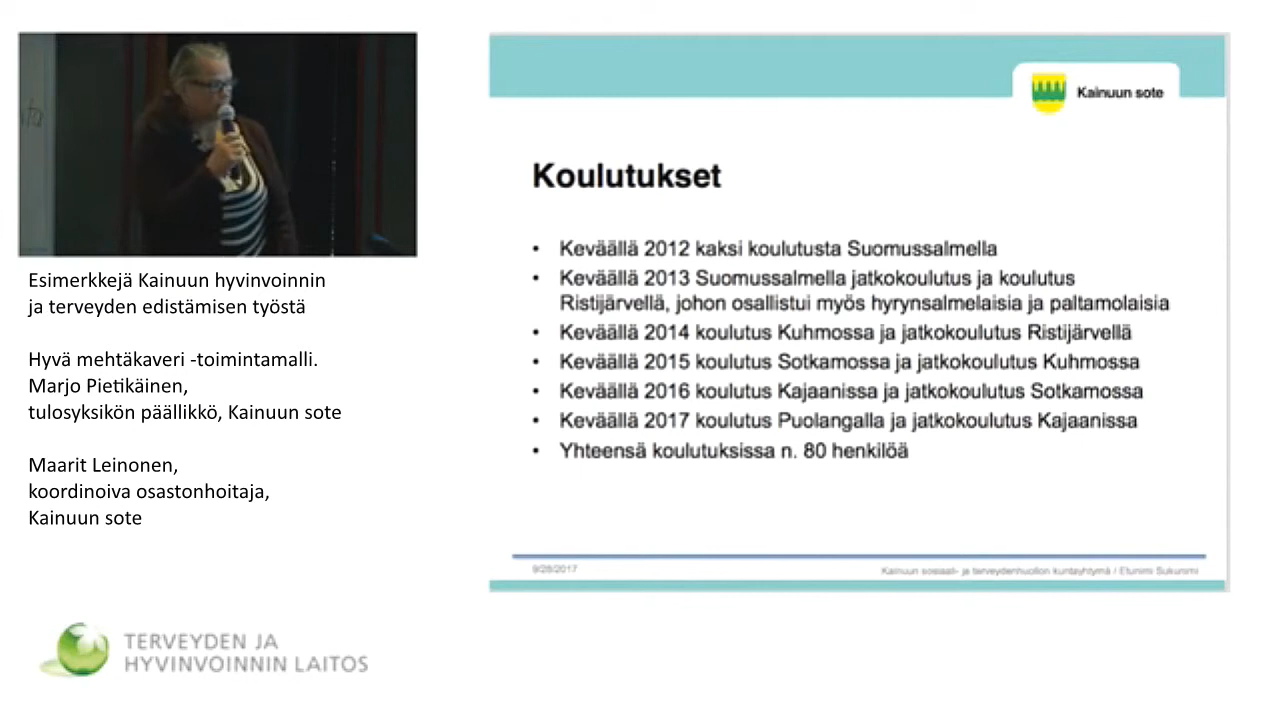 Esimerkkejä Kainuun hyvinvoinnin
ja terveyden edistämisen työstä
Hyvä mehtäkaveri -toimintamalli.
Marjo Pietikäinen,
tulosyksikön päällikkö, Kainuun sote
Maarit Leinonen,
koordinoiva osastonhoitaja,
Kainuun sote
TERVEYDEN JA
HYVINVOINNIN LAITOS
Kainuun sote
Koulutukset
• Keväällä 2012 kaksi koulutusta Suomussalmella
• Keväällä 2013 Suomussalmella jatkokoulutus ja koulutus
Ristijärvellä, johon osallistui myös hyrynsalmelaisia ja paltamolaisia
• Keväällä 2014 koulutus Kuhmossa ja jatkokoulutus Ristijärvellä
• Keväällä 2015 koulutus Sotkamossa ja jatkokoulutus Kuhmossa
• Keväällä 2016 koulutus Kajaanissa ja jatkokoulutus Sotkamossa
• Keväällä 2017 koulutus Puolangalla ja jatkokoulutus Kajaanissa
• Yhteensä koulutuksissa n. 80 henkilöä
9/28/2017
Kainuun sosiaali- ja terveydenhuollon kuntayhtymä / Etunimi Sukunimi